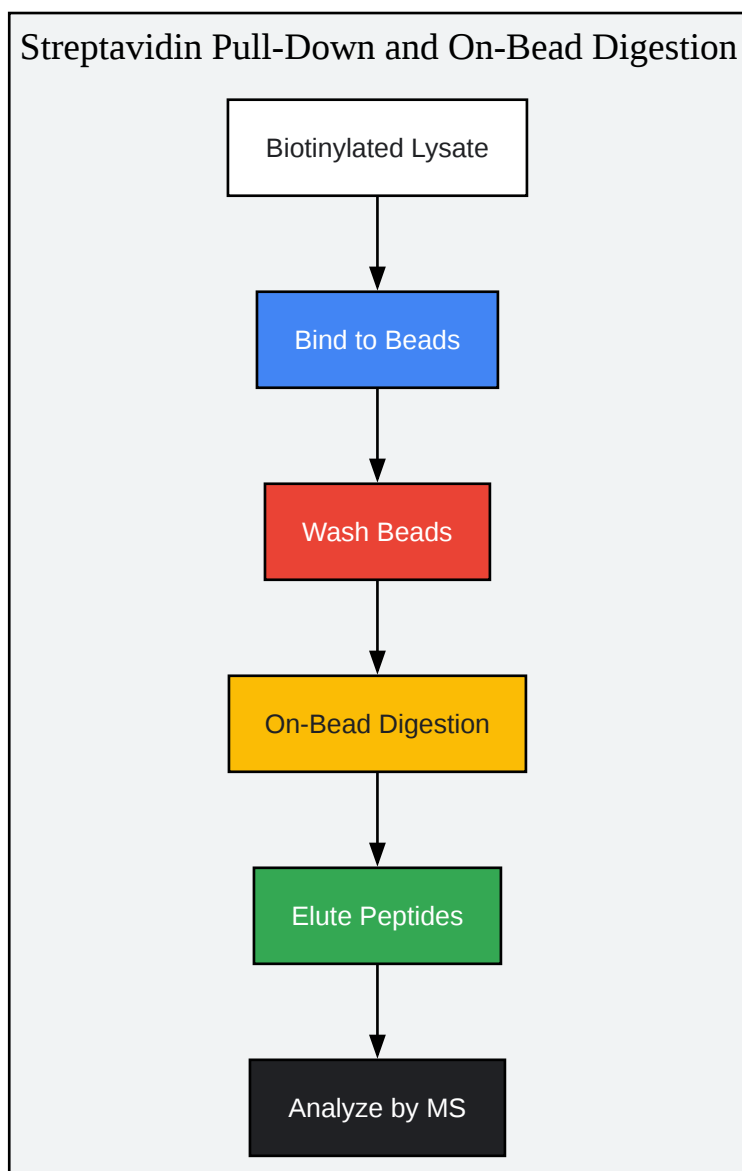 Streptavidin Pull-Down and On-Bead Digestion
Biotinylated Lysate
Bind to Beads
Wash Beads
On-Bead Digestion
Elute Peptides
Analyze by MS